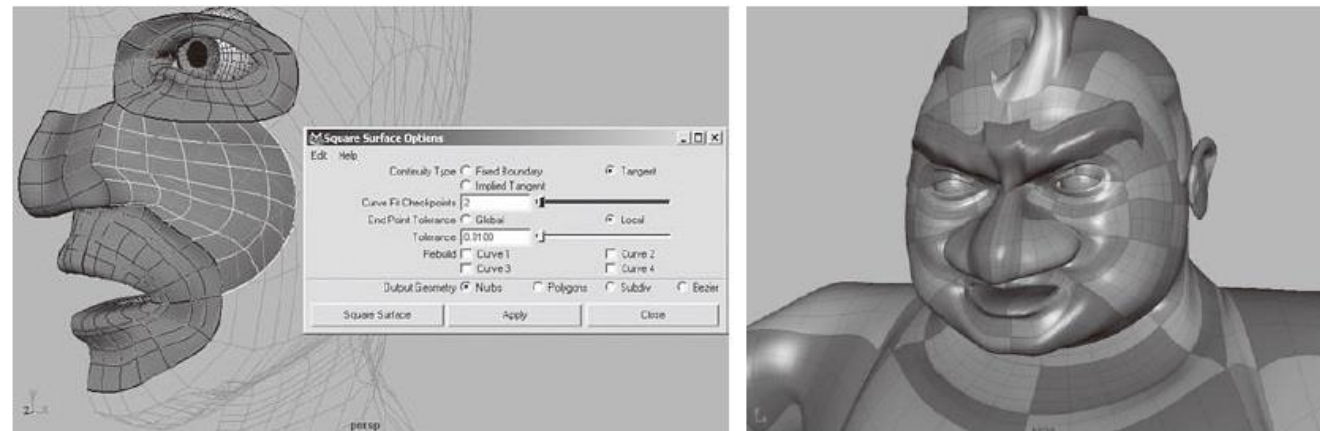 Square Surface Options
Edit Help
Continuity Type Fixed Boundary Tangent
Implied Tangent
Curve Fit Checkpoints 2
End Point Tolerance Global Local
Tolerance 0.0100
Rebuild Curve 1 Curve 2
Curve 3 Curve 4
Output Geometry Nurbs Polygons Subdiv Bezier
Square Surface Apply Close
z x
persp